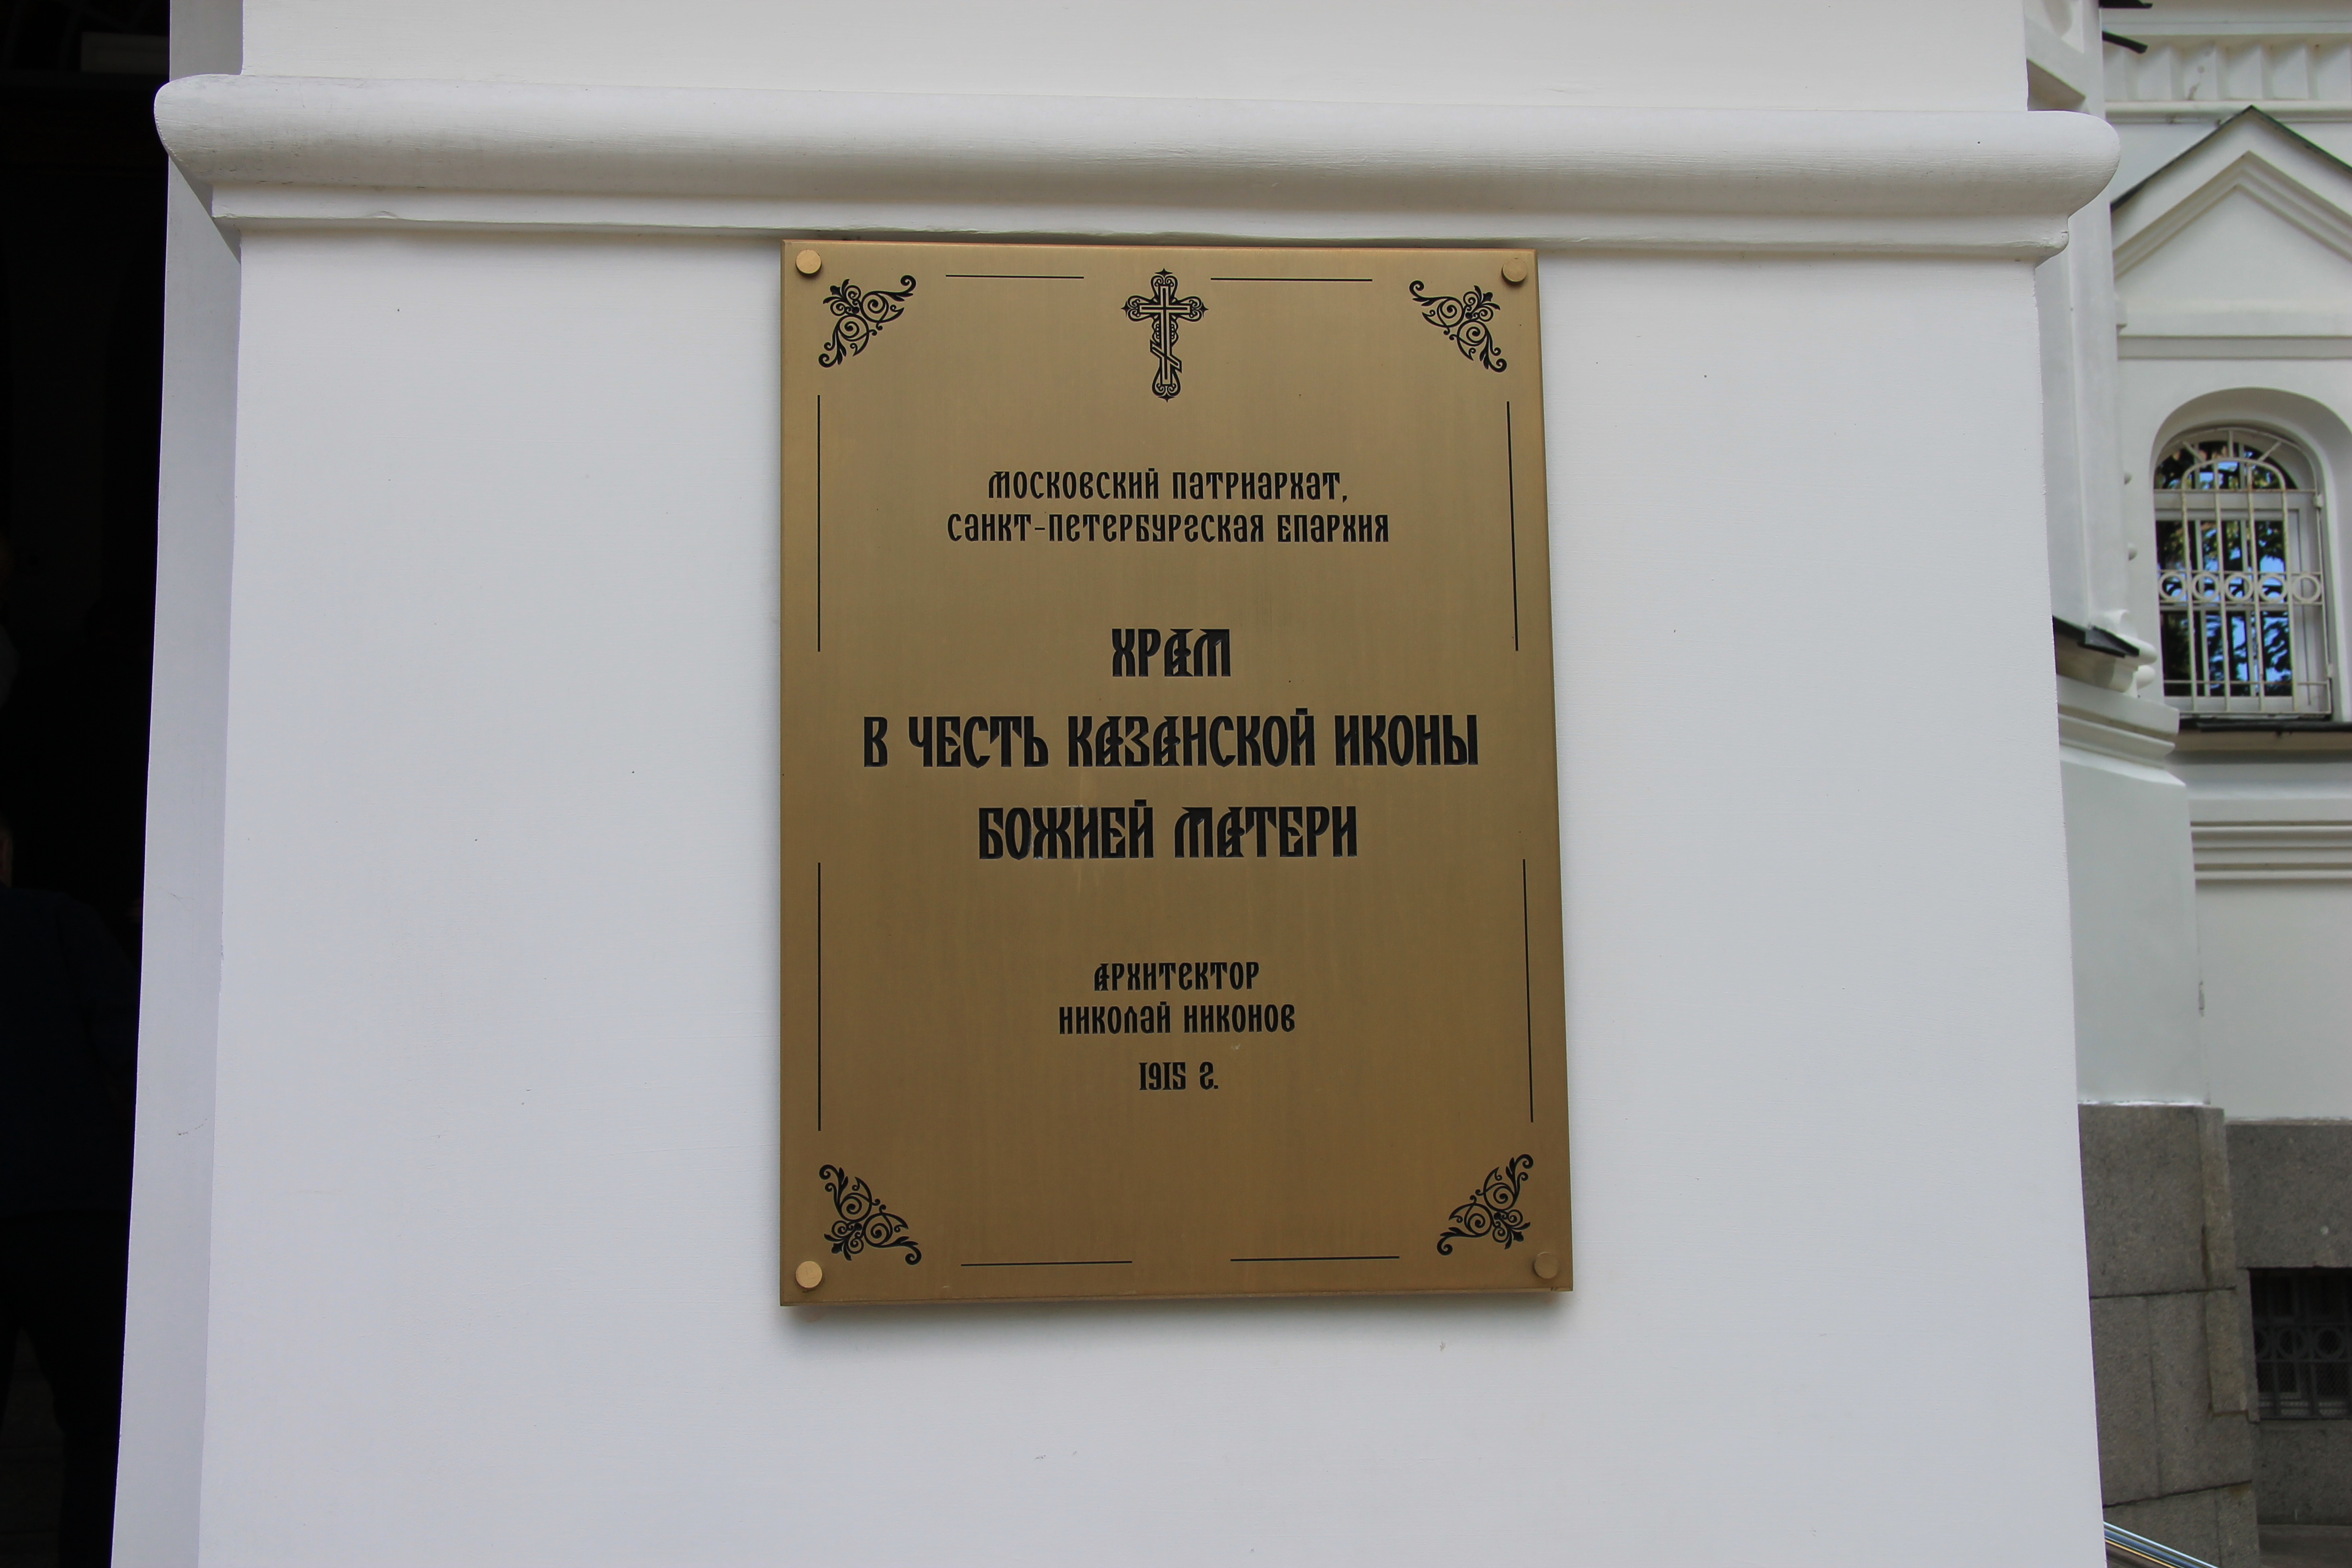 МОСКОВСКИЙ ПАТРИАРХАТ,
САНКТ-ПЕТЕРБУРГСКАЯ ЕПАРХИЯ
ХРАМ
В ЧЕСТЬ КАЗАНСКОЙ ИКОНЫ
БОЖИЕЙ МАТЕРИ
АРХИТЕКТОР
НИКОЛАЙ НИКОНОВ
1915 г.